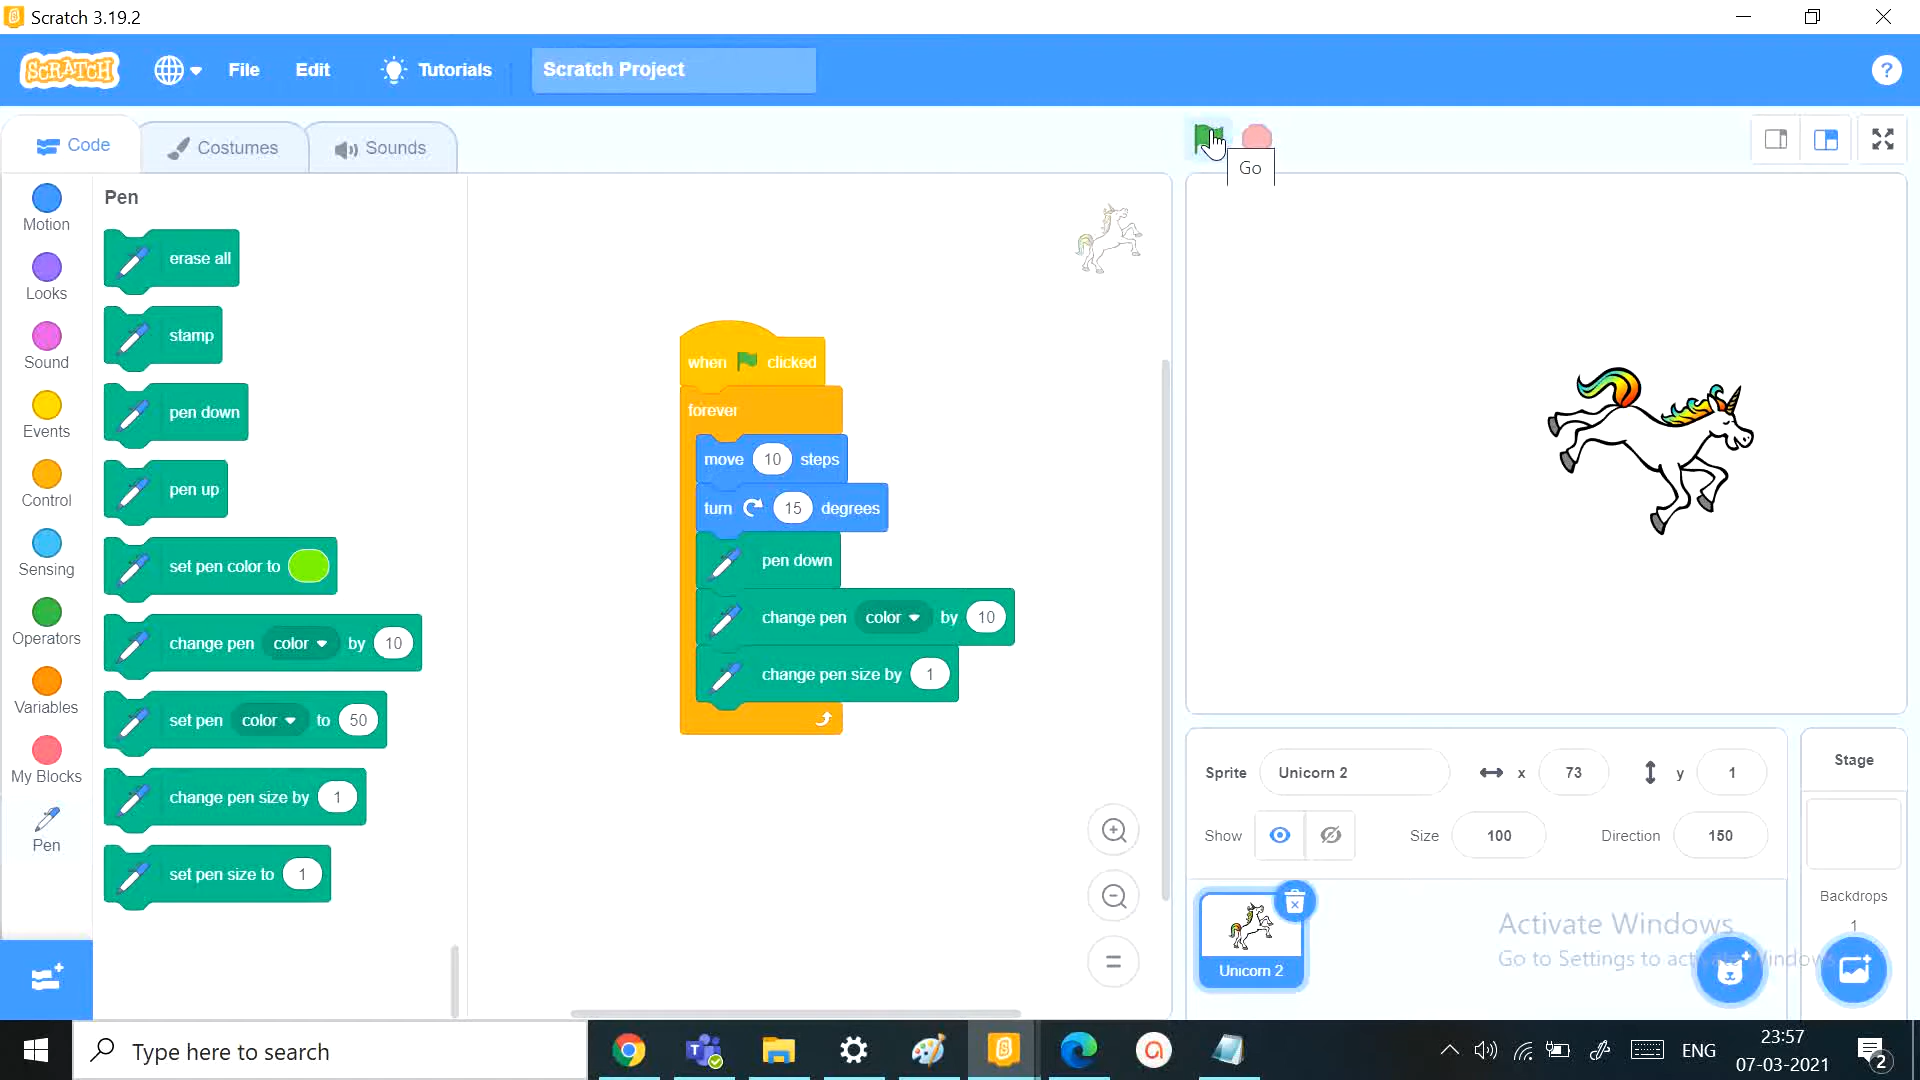 Scratch 3.19.2
SCRATCH
File
Edit
Tutorials
Scratch Project
?
Code
Costumes
Sounds
Go
Motion
Looks
Sound
Events
Control
Sensing
Operators
Variables
My Blocks
Pen
Pen
erase all
stamp
pen down
pen up
set pen color to
change pen color by 10
set pen color to 50
change pen size by 1
set pen size to 1
when clicked
forever
move 10 steps
turn 15 degrees
pen down
change pen color by 10
change pen size by 1
Sprite Unicorn 2 x 73 y 1
Show Size 100 Direction 150
Unicorn 2
Stage
Backdrops
1
Activate Windows
Go to Settings to activate Windows
Type here to search
ENG
23:57
07-03-2021
2